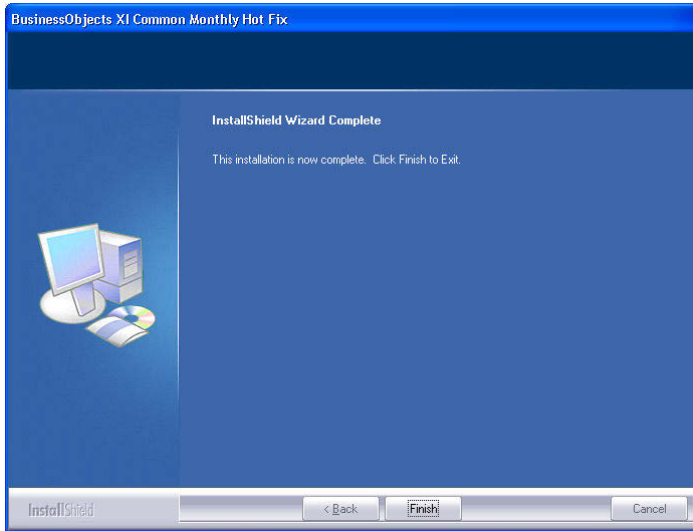 BusinessObjects XI Common Monthly Hot Fix
InstallShield Wizard Complete
This installation is now complete. Click Finish to Exit.
InstallShield
< Back
Finish
Cancel